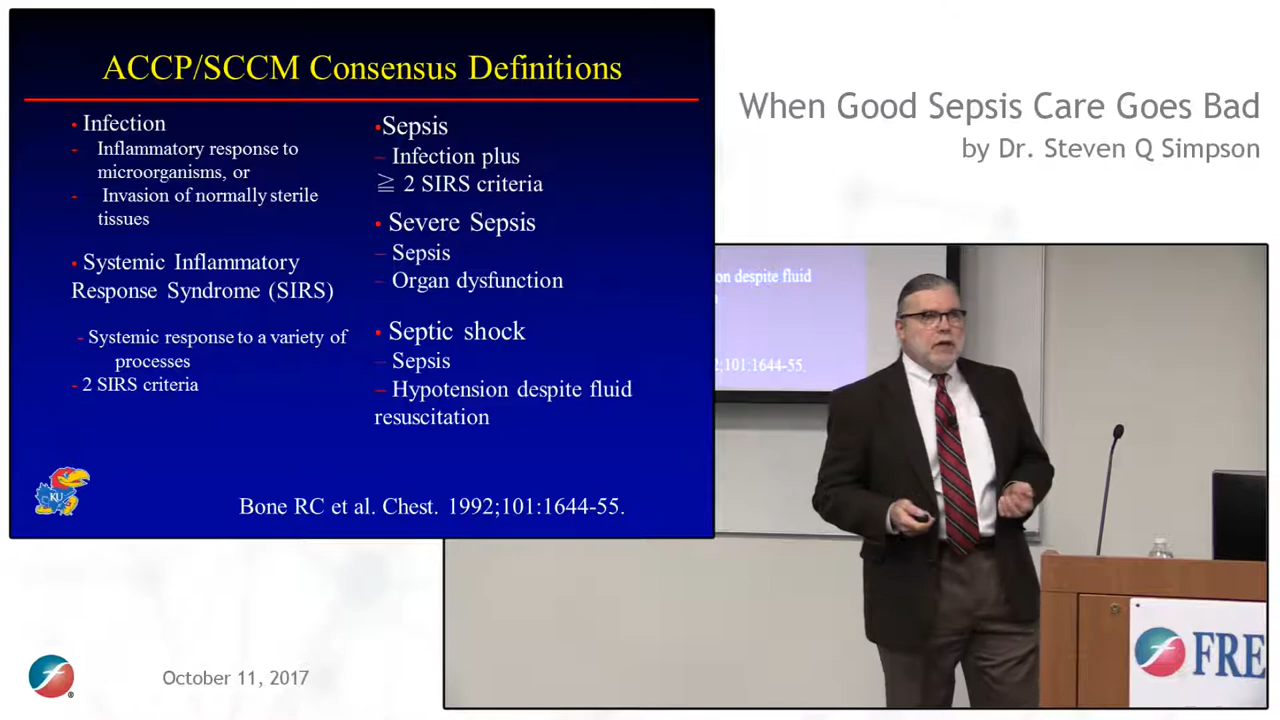 ACCP/SCCM Consensus Definitions
• Infection
- Inflammatory response to
microorganisms, or
- Invasion of normally sterile
tissues
• Systemic Inflammatory
Response Syndrome (SIRS)
- Systemic response to a variety of
processes
- 2 SIRS criteria
•Sepsis
– Infection plus
≧ 2 SIRS criteria
• Severe Sepsis
– Sepsis
– Organ dysfunction
• Septic shock
– Sepsis
– Hypotension despite fluid
resuscitation
KU
Bone RC et al. Chest. 1992;101:1644-55.
When Good Sepsis Care Goes Bad
by Dr. Steven Q Simpson
on despite fluid
n
2;101:1644-55.
FRE
f
®
October 11, 2017